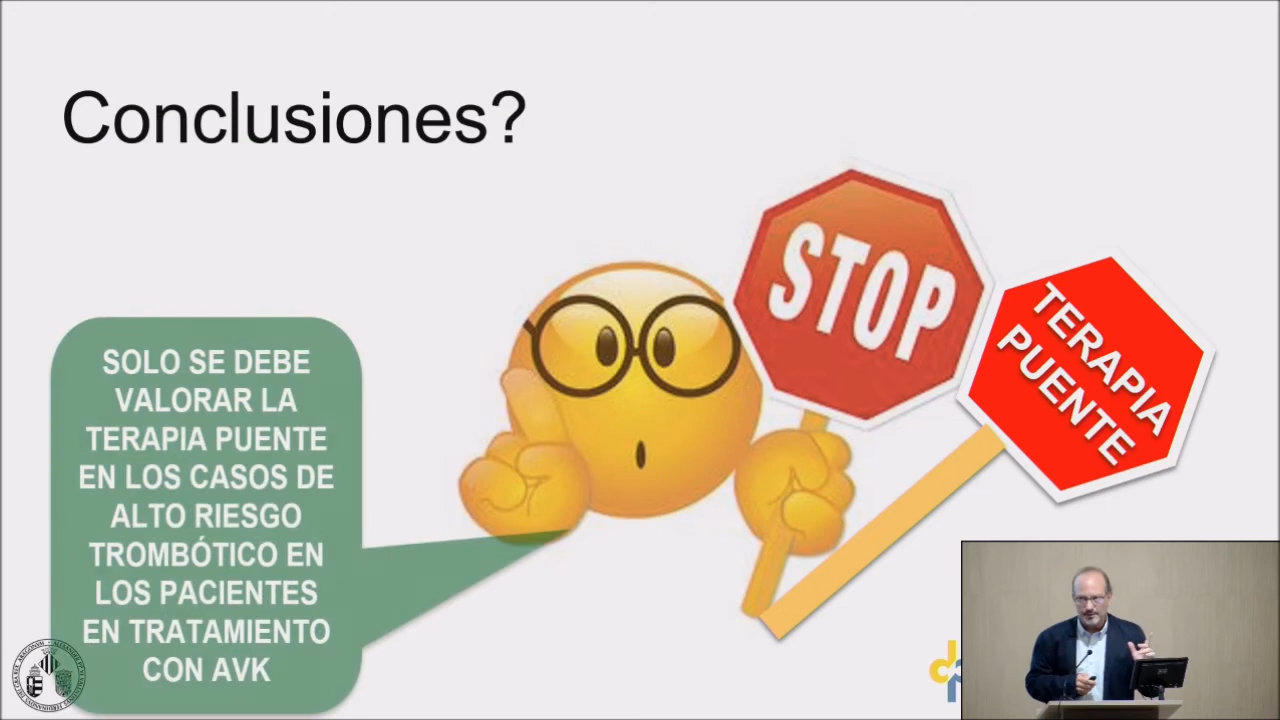 Conclusiones?
STOP
TERAPIA
PUENTE
SOLO SE DEBE
VALORAR LA
TERAPIA PUENTE
EN LOS CASOS DE
ALTO RIESGO
TROMBÓTICO EN
LOS PACIENTES
EN TRATAMIENTO
CON AVK